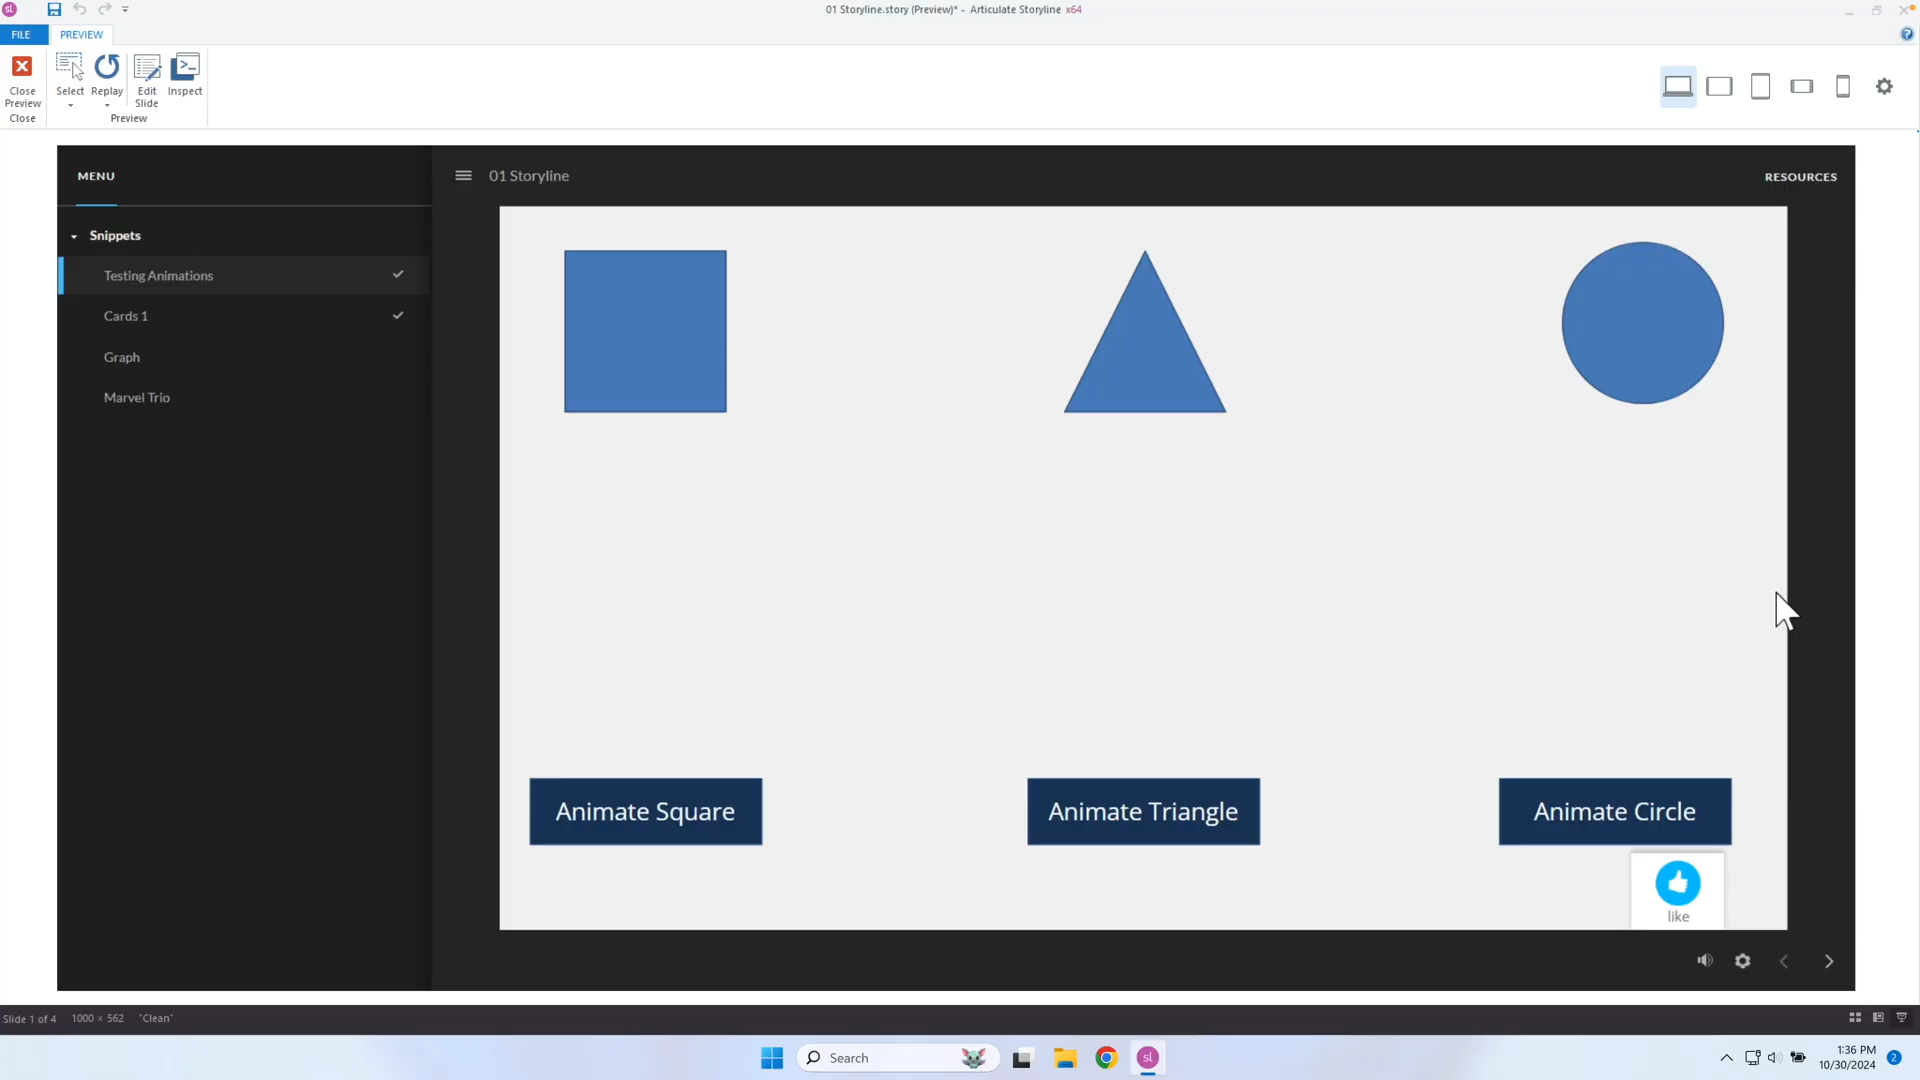 sl
01 Storyline.story (Preview)* - Articulate Storyline x64
FILE
PREVIEW
?
Close Preview
Select
Replay
Edit Slide
Inspect
Close
Preview
MENU
01 Storyline
RESOURCES
Snippets
Testing Animations
Cards 1
Graph
Marvel Trio
Animate Square
Animate Triangle
Animate Circle
like
Slide 1 of 4
1000 × 562
"Clean"
Search
sl
1:36 PM
10/30/2024
2